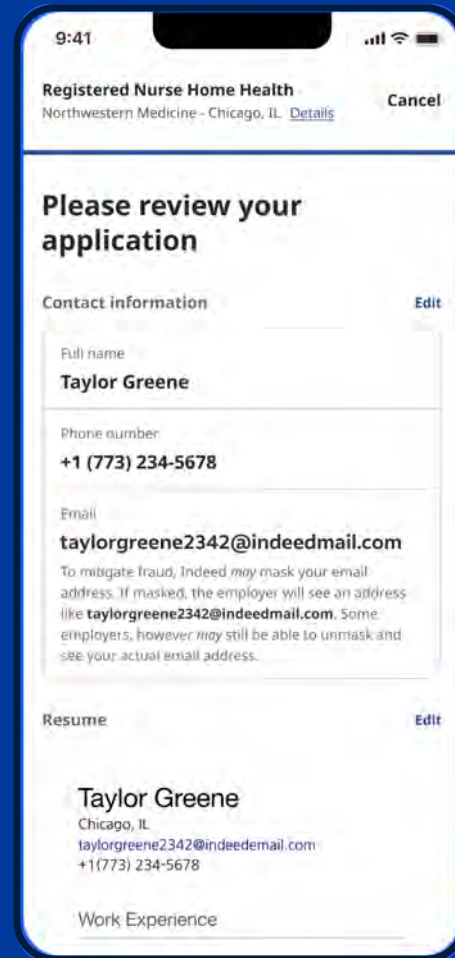 9:41
Registered Nurse Home Health
Cancel
Northwestern Medicine - Chicago, IL Details
Please review your
application
Contact information
Edit
Full name
Taylor Greene
Phone number
+1 (773) 234-5678
Email
taylorgreene2342@indeedmail.com
To mitigate fraud, Indeed may mask your email
address. If masked, the employer will see an address
like taylorgreene2342@indeedmail.com. Some
employers, however may still be able to unmask and
see your actual email address.
Resume
Edit
Taylor Greene
Chicago, IL
taylorgreene2342@indeedemail.com
+1(773) 234-5678
Work Experience